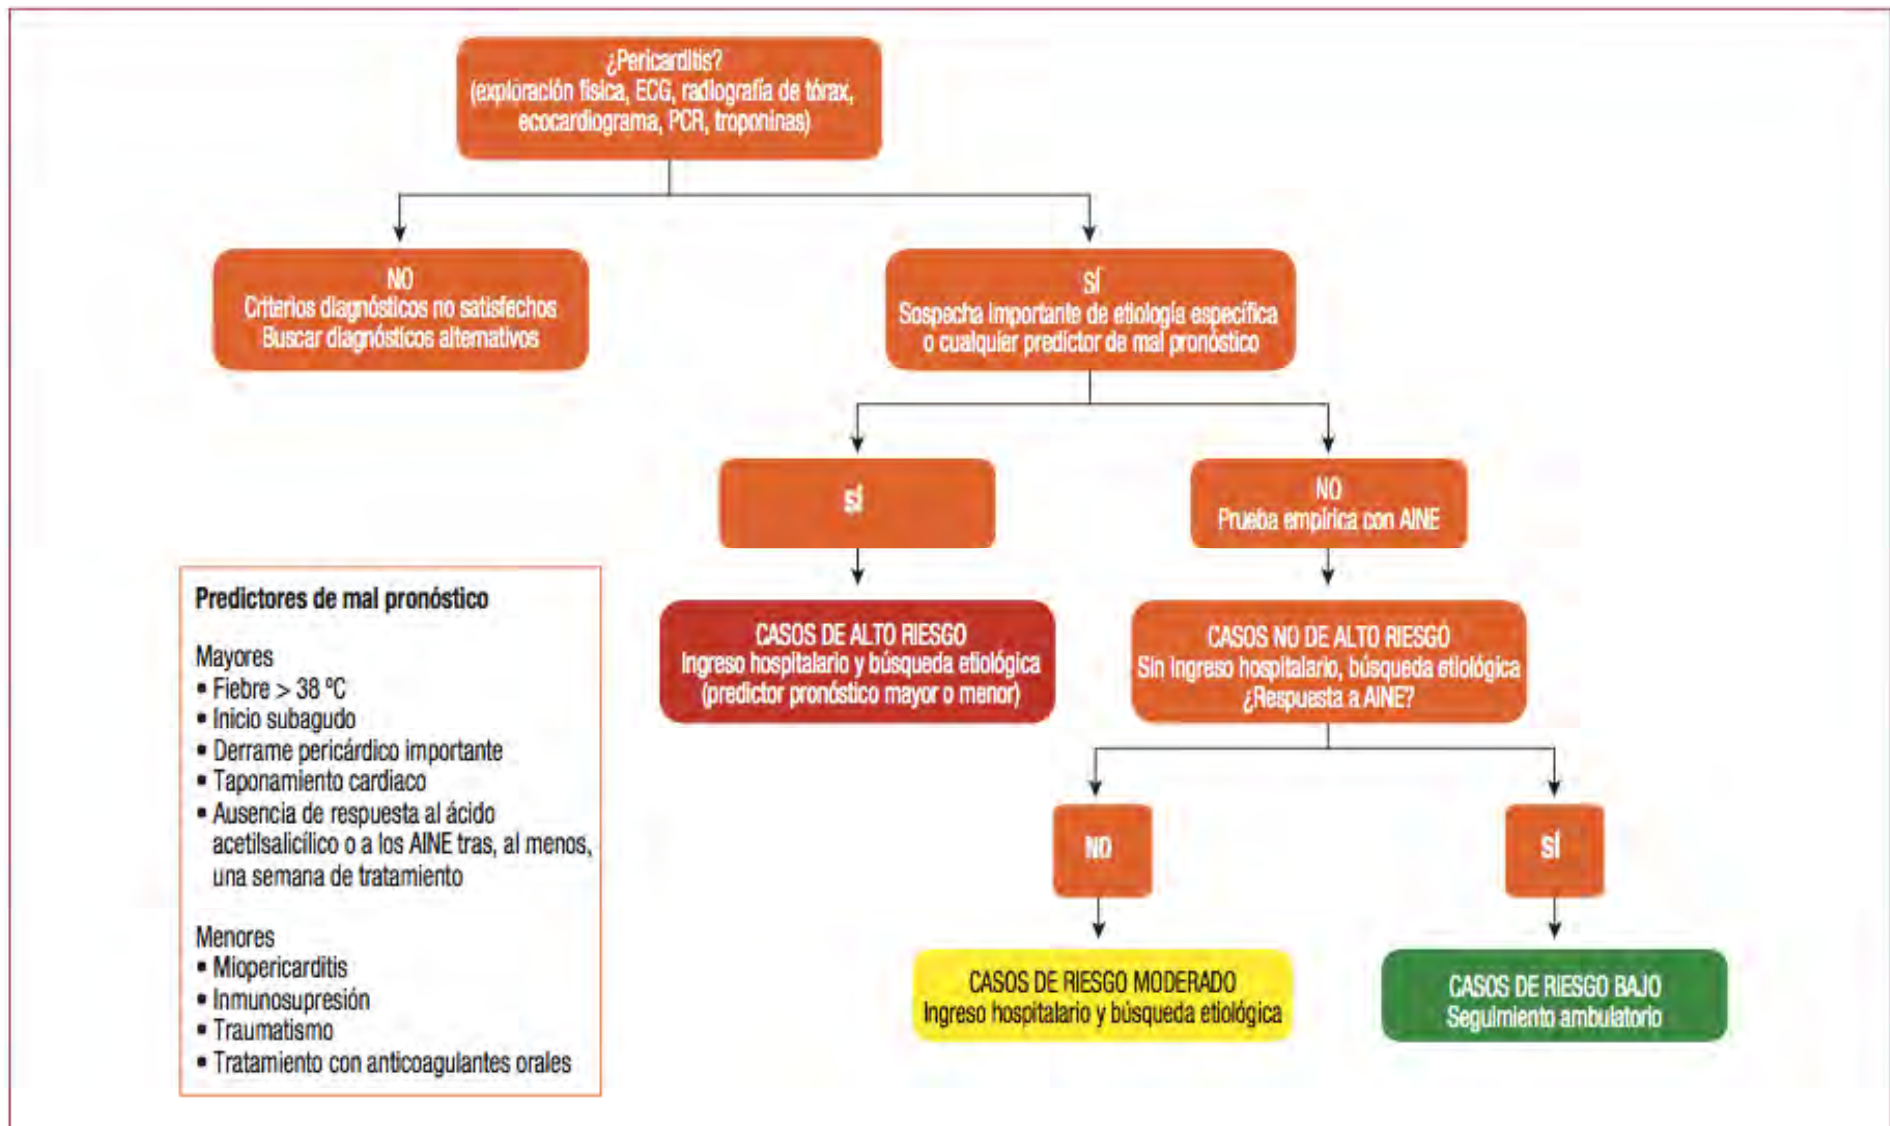 ¿Pericarditis?
(exploración física, ECG, radiografía de tórax,
ecocardiograma, PCR, troponinas)
NO
Criterios diagnósticos no satisfechos
Buscar diagnósticos alternativos
SÍ
Sospecha importante de etiología específica
o cualquier predictor de mal pronóstico
SÍ
NO
Prueba empírica con AINE
CASOS DE ALTO RIESGO
Ingreso hospitalario y búsqueda etiológica
(predictor pronóstico mayor o menor)
CASOS NO DE ALTO RIESGO
Sin ingreso hospitalario, búsqueda etiológica
¿Respuesta a AINE?
NO
SÍ
CASOS DE RIESGO MODERADO
Ingreso hospitalario y búsqueda etiológica
CASOS DE RIESGO BAJO
Seguimiento ambulatorio
Predictores de mal pronóstico
Mayores
• Fiebre > 38 ºC
• Inicio subagudo
• Derrame pericárdico importante
• Taponamiento cardiaco
• Ausencia de respuesta al ácido
acetilsalicílico o a los AINE tras, al menos,
una semana de tratamiento
Menores
• Miopericarditis
• Inmunosupresión
• Traumatismo
• Tratamiento con anticoagulantes orales